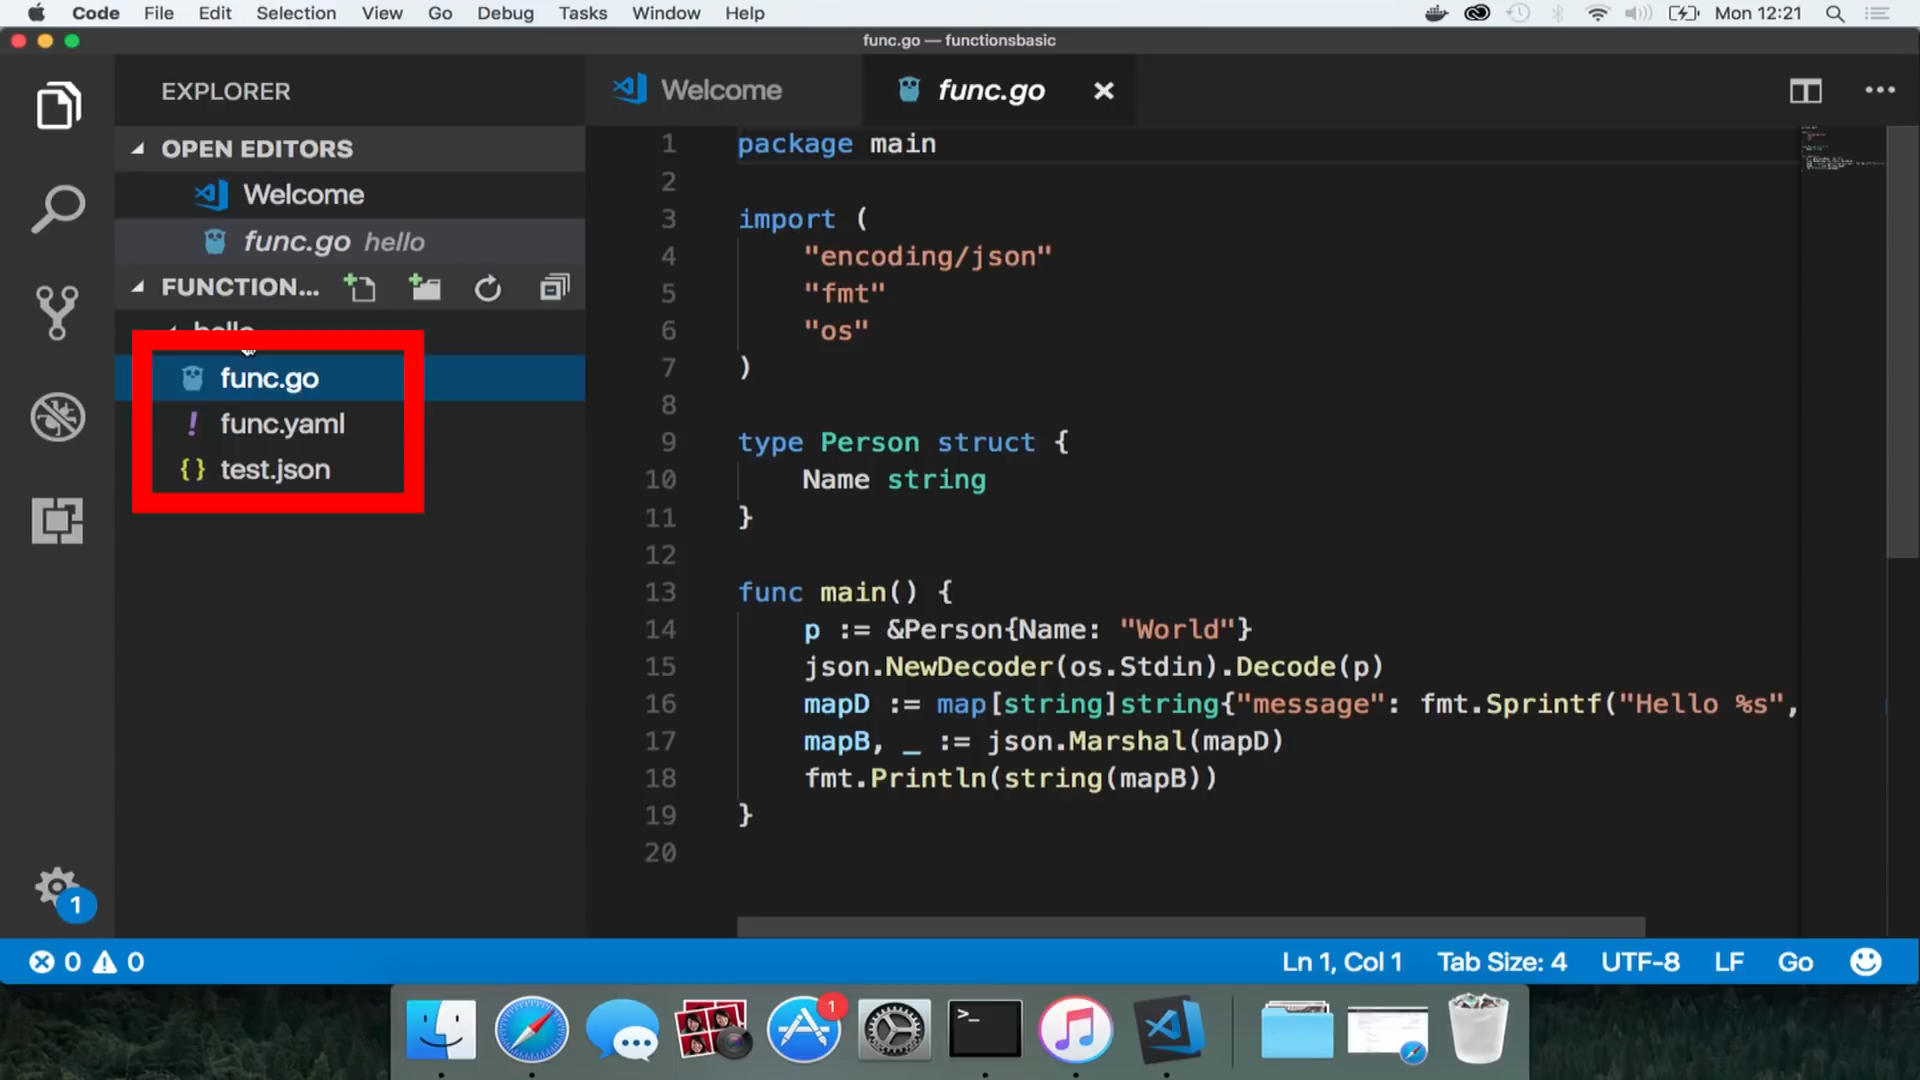 Code File Edit Selection View Go Debug Tasks Window Help Mon 12:21
func.go — functionsbasic
EXPLORER
OPEN EDITORS
Welcome
func.go hello
FUNCTION...
hello
func.go
! func.yaml
{ } test.json
1
Welcome
func.go
1 package main
2
3 import (
4 "encoding/json"
5 "fmt"
6 "os"
7 )
8
9 type Person struct {
10 Name string
11 }
12
13 func main() {
14 p := &Person{Name: "World"}
15 json.NewDecoder(os.Stdin).Decode(p)
16 mapD := map[string]string{"message": fmt.Sprintf("Hello %s",
17 mapB, _ := json.Marshal(mapD)
18 fmt.Println(string(mapB))
19 }
20
0 0 Ln 1, Col 1 Tab Size: 4 UTF-8 LF Go
1
>_